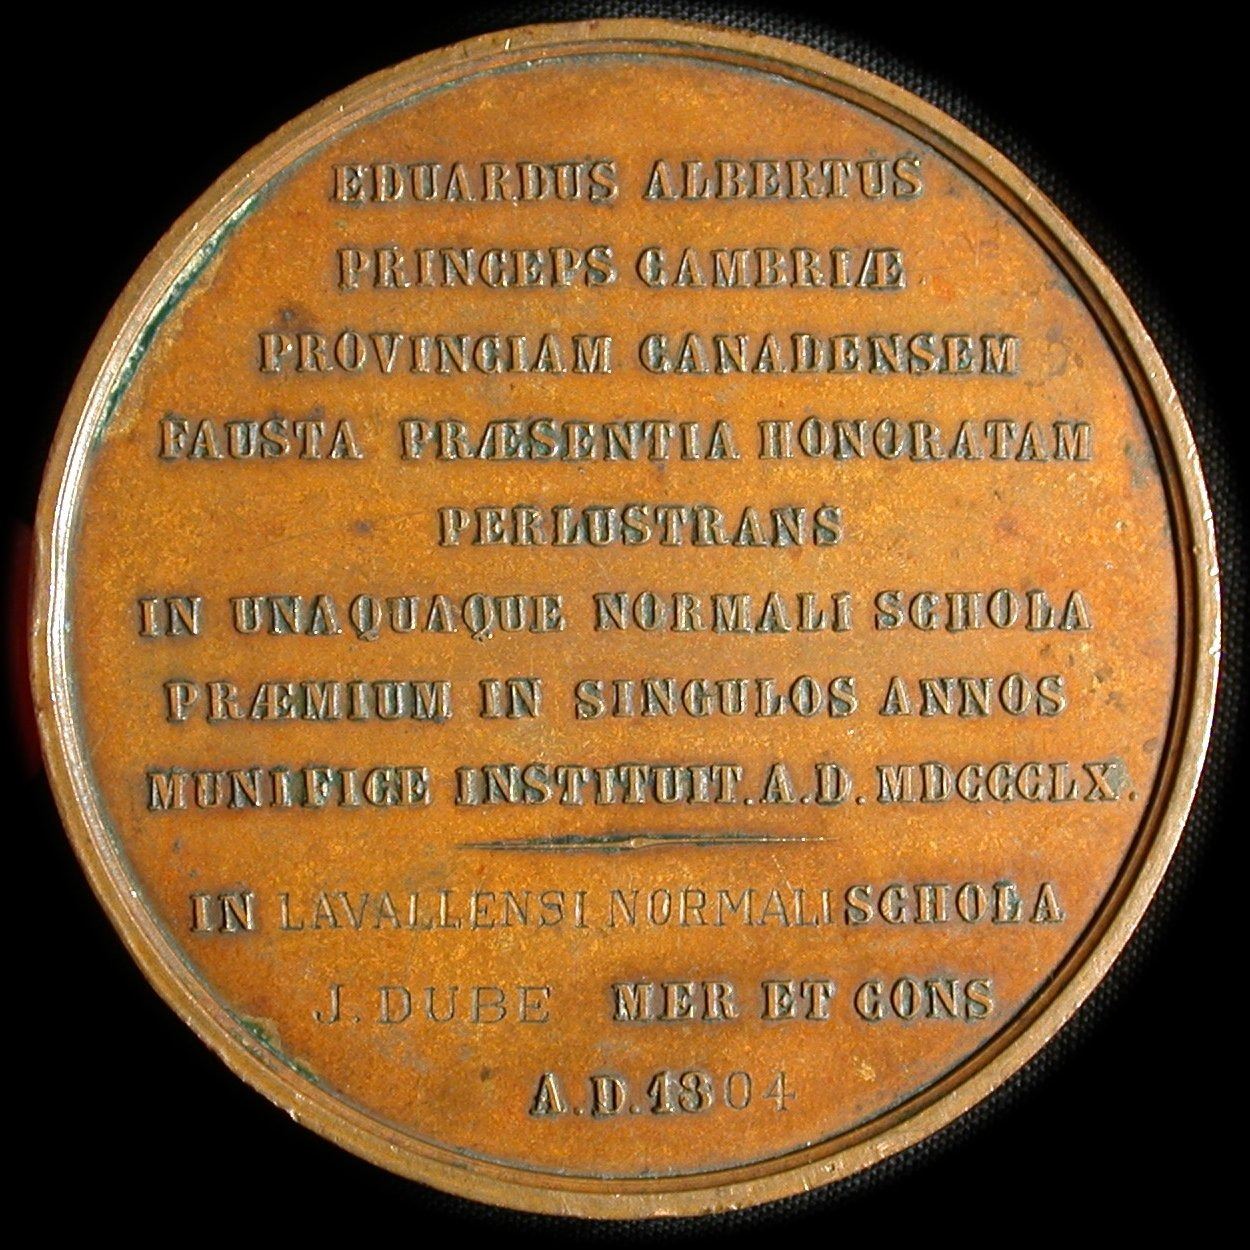 EDUARDUS ALBERTUS
PRINCEPS CAMBRIÆ
PROVINCIAM CANADENSEM
FAUSTA PRÆSENTIA HONORATAM
PERLUSTRANS
IN UNAQUAQUE NORMALI SCHOLA
PRÆMIUM IN SINGULOS ANNOS
MUNIFICE INSTITUIT. A.D. MDCCCLX.
IN LAVALLENSI NORMALI SCHOLA
J. DUBE MER ET CONS
A.D. 1804